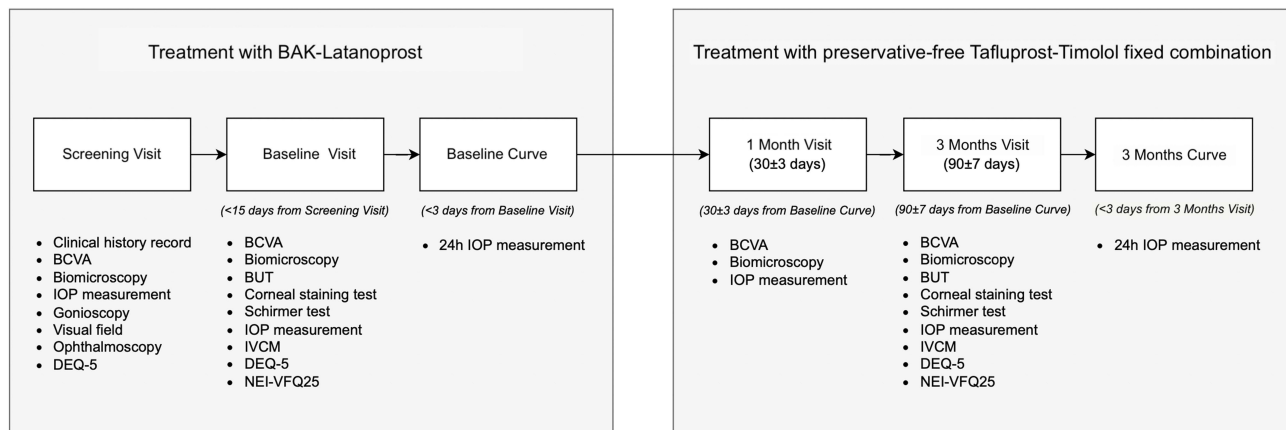 Treatment with BAK-Latanoprost
Screening Visit
Baseline Visit
(<15 days from Screening Visit)
Baseline Curve
(<3 days from Baseline Visit)
• Clinical history record
• BCVA
• Biomicroscopy
• IOP measurement
• Gonioscopy
• Visual field
• Ophthalmoscopy
• DEQ-5
• BCVA
• Biomicroscopy
• BUT
• Corneal staining test
• Schirmer test
• IOP measurement
• IVCM
• DEQ-5
• NEI-VFQ25
• 24h IOP measurement
Treatment with preservative-free Tafluprost-Timolol fixed combination
1 Month Visit
(30±3 days)
(30±3 days from Baseline Curve)
3 Months Visit
(90±7 days)
(90±7 days from Baseline Curve)
3 Months Curve
(<3 days from 3 Months Visit)
• BCVA
• Biomicroscopy
• IOP measurement
• BCVA
• Biomicroscopy
• BUT
• Corneal staining test
• Schirmer test
• IOP measurement
• IVCM
• DEQ-5
• NEI-VFQ25
• 24h IOP measurement